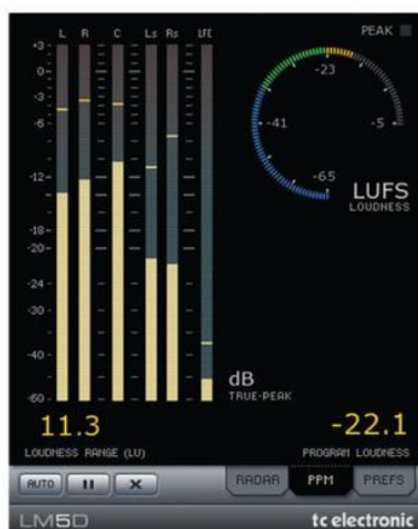 PEAK
L R C Ls Rs LFE
+3
0
-3
-6
-12
-18
-20
-24
-30
-40
-60
-23
-41
-5
-65
LUFS
LOUDNESS
dB
TRUE-PEAK
11.3
LOUDNESS RANGE (LU)
-22.1
PROGRAM LOUDNESS
AUTO
RADAR PPM PREFS
LM5D
tc electronic